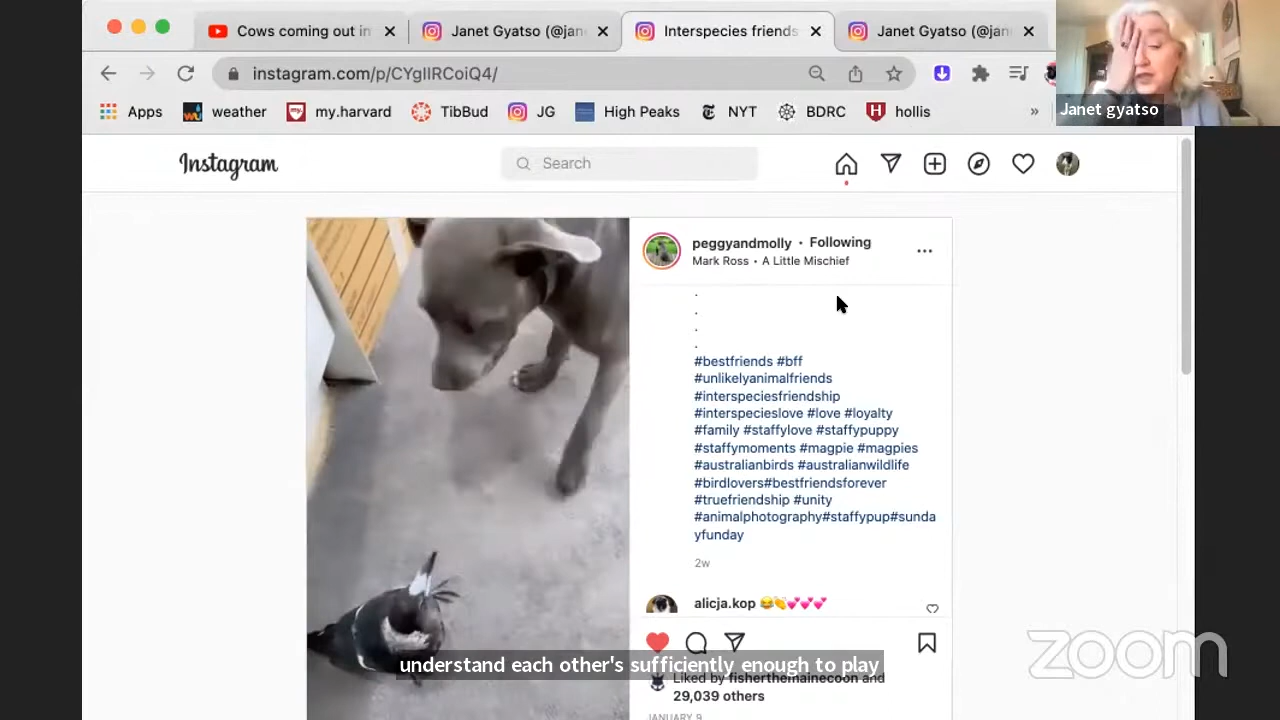 Cows coming out in
Janet Gyatso (@jan
Interspecies friends
Janet Gyatso (@jan
instagram.com/p/CYgIIRCoiQ4/
Apps
weather
my.harvard
TibBud
JG
High Peaks
NYT
BDRC
hollis
»
Janet gyatso
Instagram
Search
peggyandmolly • Following
Mark Ross • A Little Mischief
.
.
.
.
#bestfriends #bff
#unlikelyanimalfriends
#interspeciesfriendship
#interspecieslove #love #loyalty
#family #staffylove #staffypuppy
#staffymoments #magpie #magpies
#australianbirds #australianwildlife
#birdlovers#bestfriendsforever
#truefriendship #unity
#animalphotography#staffypup#sunda
yfunday
2w
alicja.kop 😂👏💕💕💕
understand each other's sufficiently enough to play
Liked by fisherthemainecoon and
29,039 others
JANUARY 9
zoom